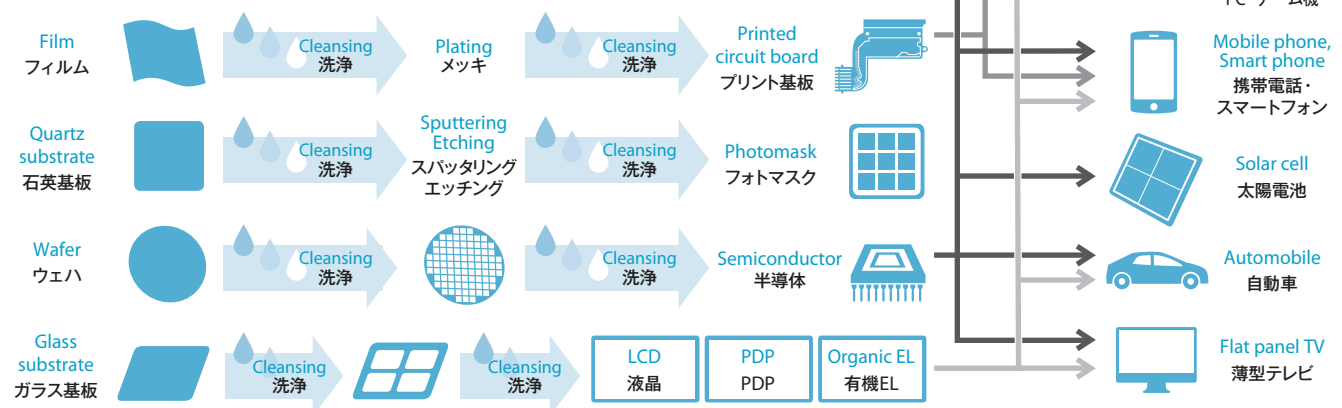 PC・ゲーム機
Film
フィルム
Cleansing
洗浄
Plating
メッキ
Cleansing
洗浄
Printed
circuit board
プリント基板
Mobile phone,
Smart phone
携帯電話・
スマートフォン
Quartz
substrate
石英基板
Cleansing
洗浄
Sputtering
Etching
スパッタリング
エッチング
Cleansing
洗浄
Photomask
フォトマスク
Solar cell
太陽電池
Wafer
ウェハ
Cleansing
洗浄
Cleansing
洗浄
Semiconductor
半導体
Automobile
自動車
Glass
substrate
ガラス基板
Cleansing
洗浄
Cleansing
洗浄
LCD
液晶
PDP
PDP
Organic EL
有機EL
Flat panel TV
薄型テレビ